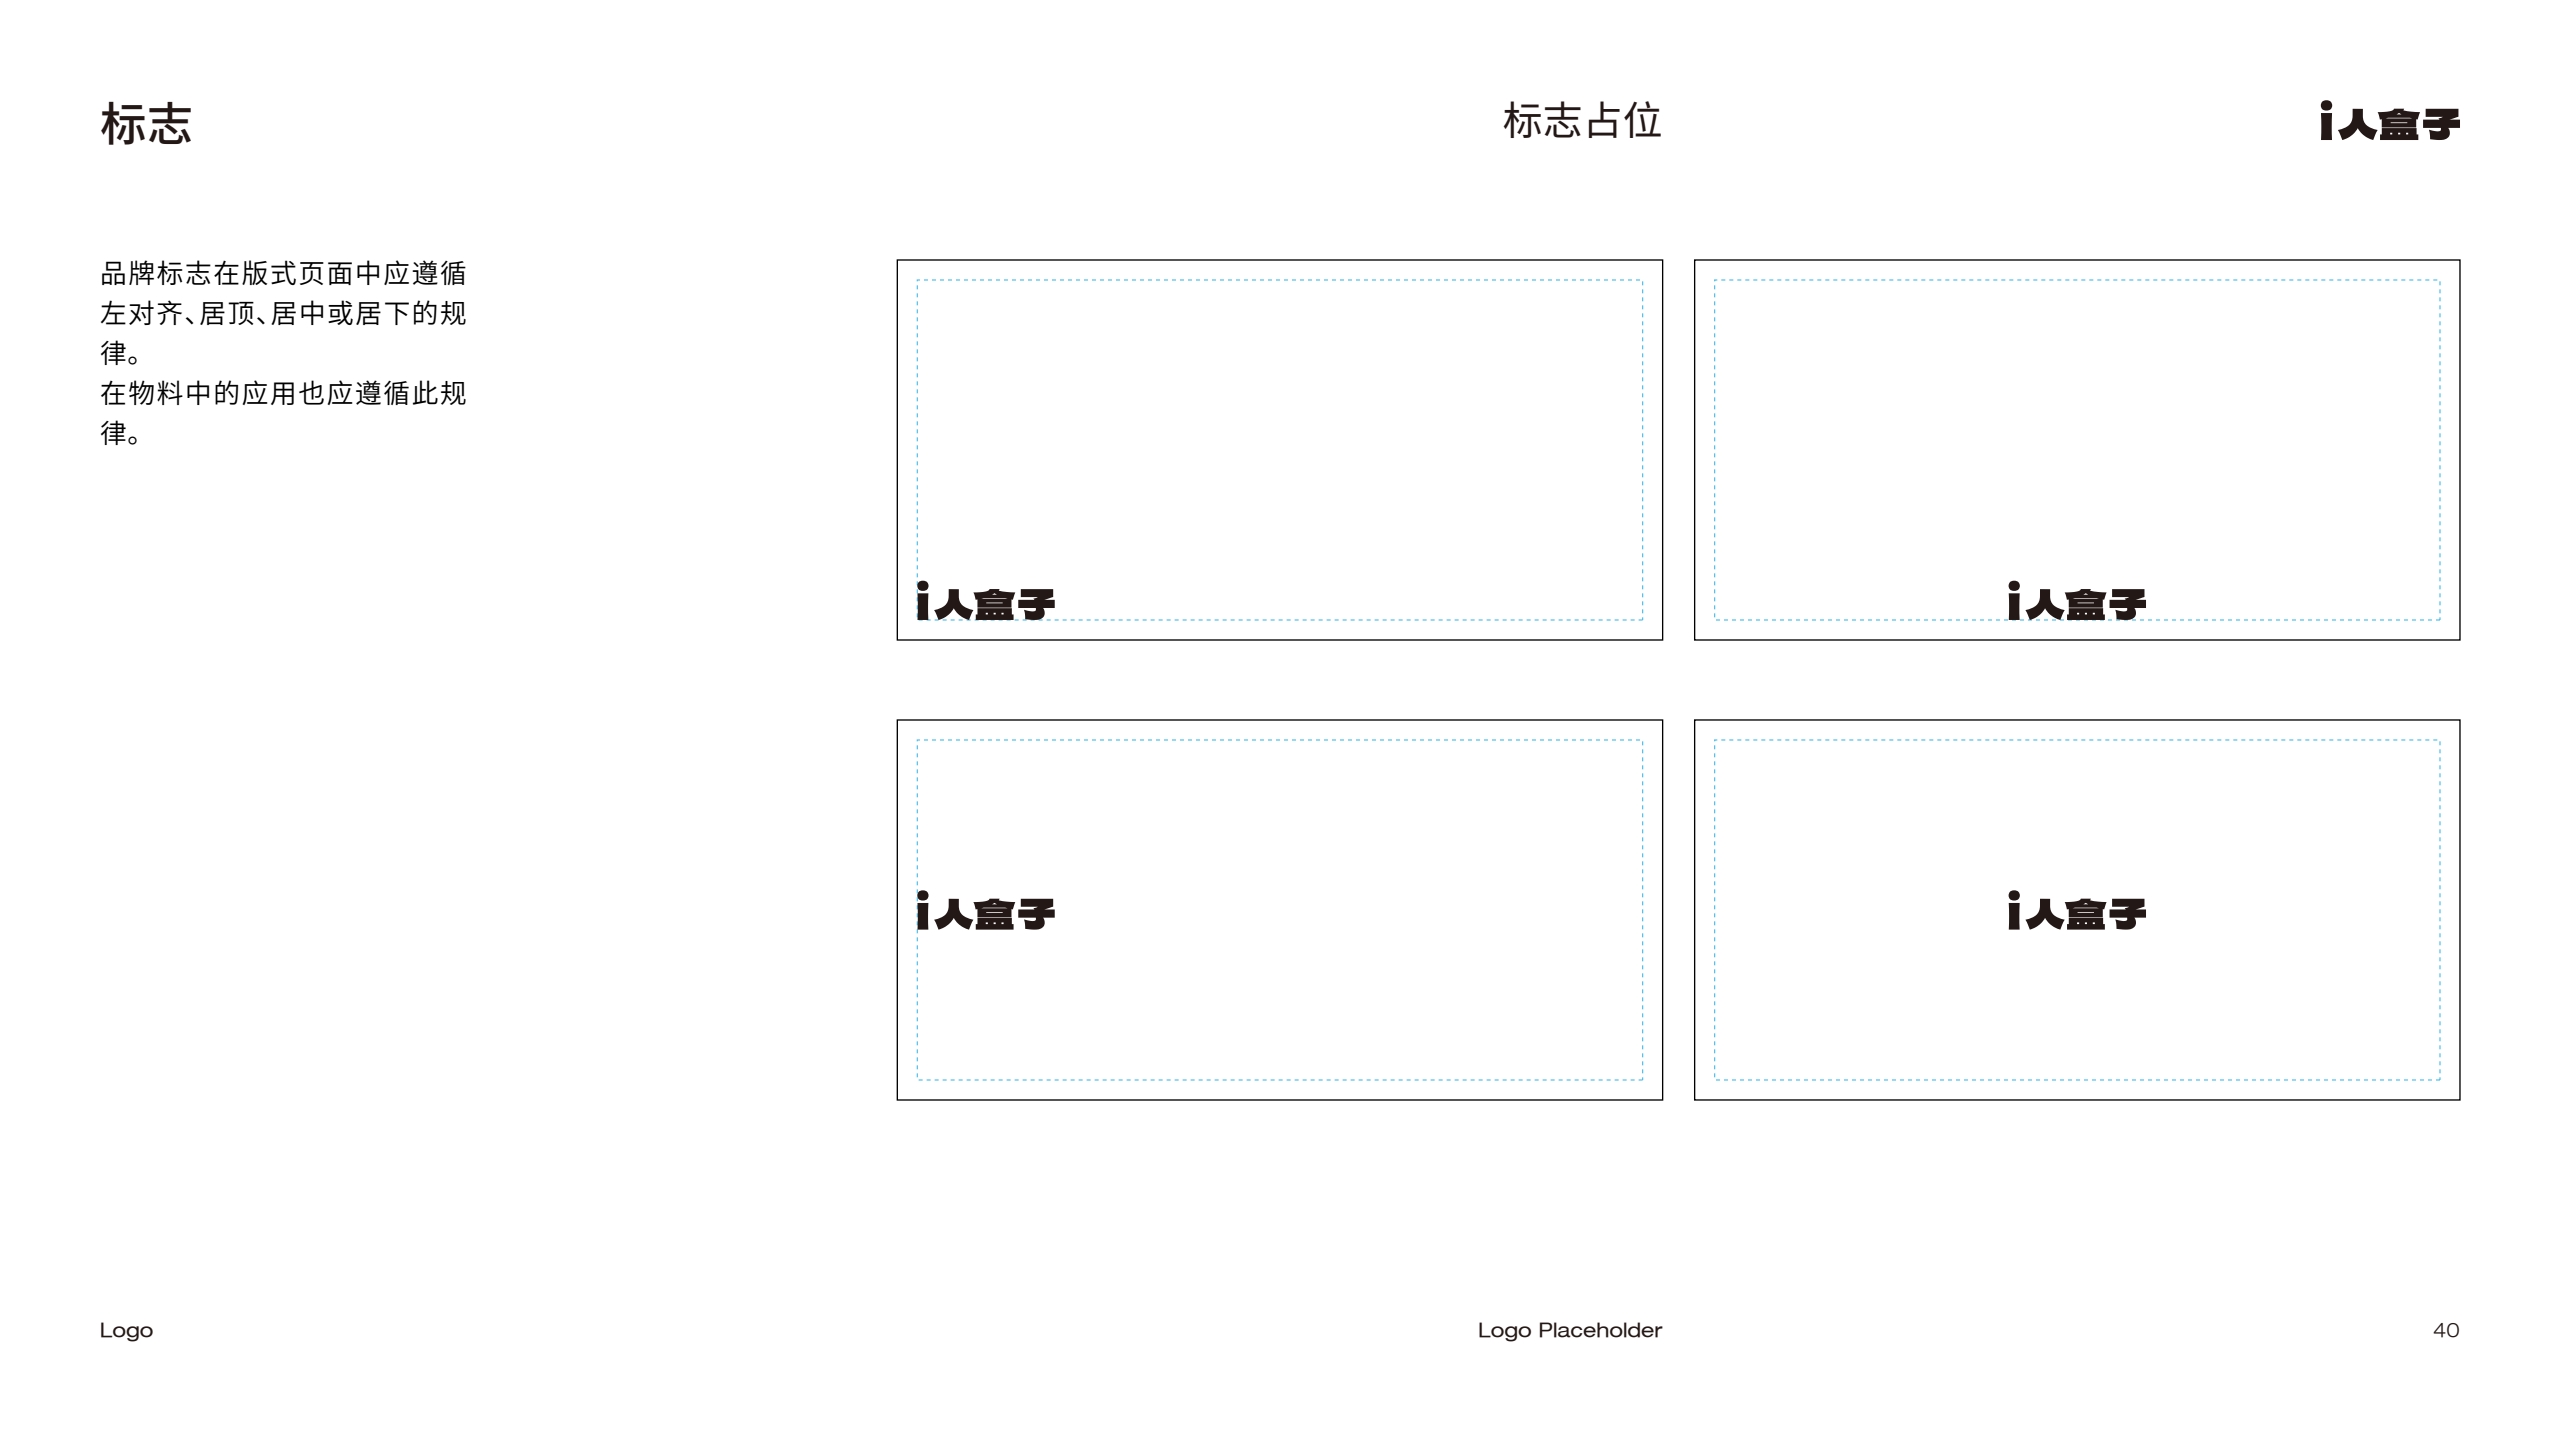 标志
标志占位
i人盒子
品牌标志在版式页面中应遵循
左对齐、居顶、居中或居下的规
律。
在物料中的应用也应遵循此规
律。
i人盒子
i人盒子
i人盒子
i人盒子
Logo
Logo Placeholder
40